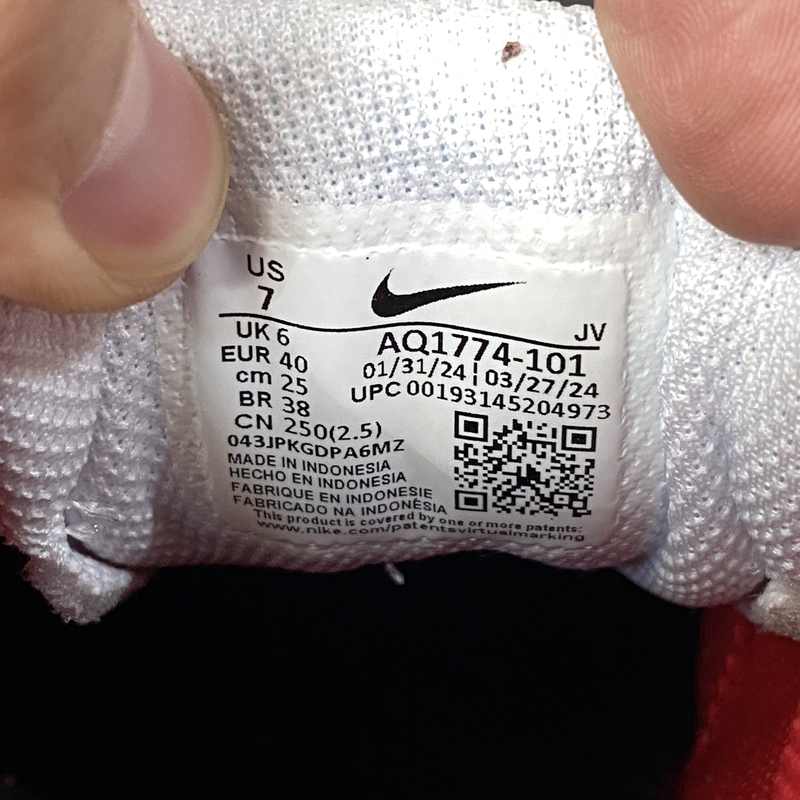 US
7
JV
UK 6
AQ1774-101
EUR 40
01/31/24 | 03/27/24
cm 25
UPC 00193145204973
BR 38
CN 250(2.5)
043JPKGDPA6MZ
MADE IN INDONESIA
HECHO EN INDONESIA
FABRIQUE EN INDONESIE
FABRICADO NA INDONÉSIA
This product is covered by one or more patents:
www.nike.com/patentsvirtualmarking